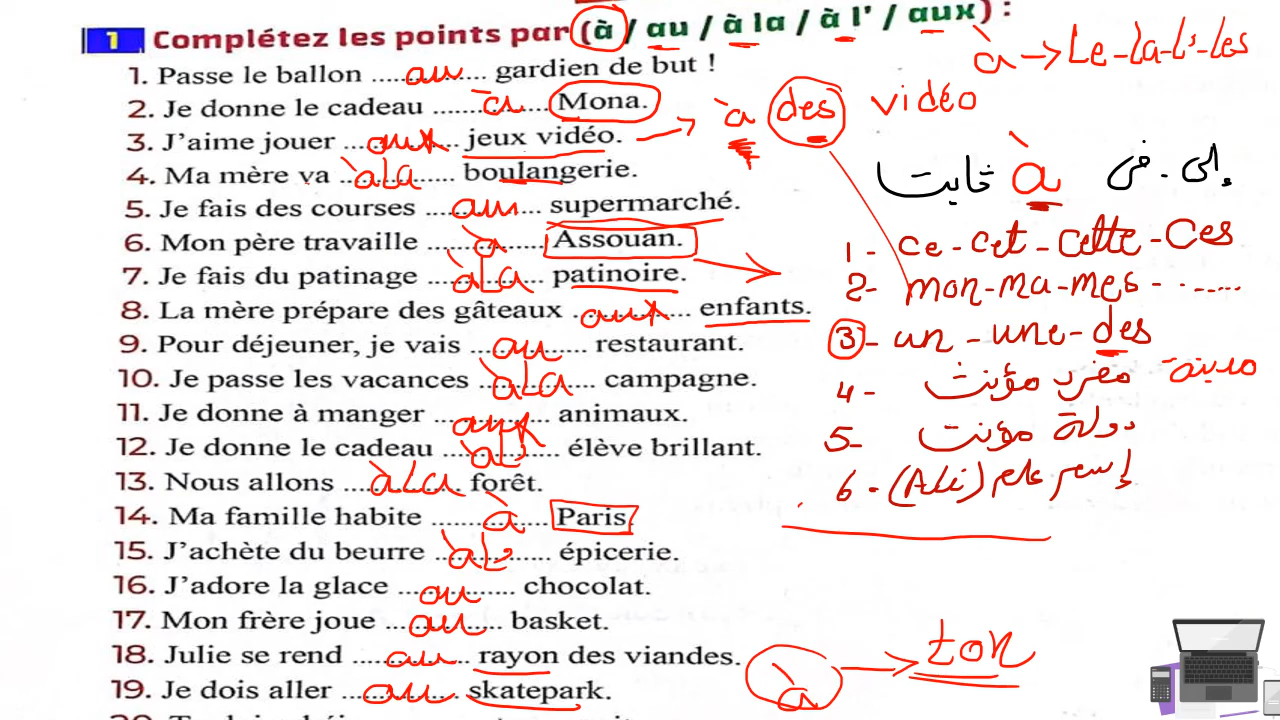 1 Complétez les points par (à / au / à la / à l' / aux) :
à → Le - la - l' - les
1. Passe le ballon ......au......... gardien de but !
2. Je donne le cadeau ..........à..... Mona.
3. J'aime jouer .....aux......... jeux vidéo. → à des vidéo
4. Ma mère va ...àLa........... boulangerie.
إلى - في à ثابت
5. Je fais des courses .....au........ supermarché.
6. Mon père travaille .........à...... Assouan.
7. Je fais du patinage ....àLa......... patinoire.
8. La mère prépare des gâteaux ..aux......... enfants.
9. Pour déjeuner, je vais .....au......... restaurant.
10. Je passe les vacances ....àLa......... campagne.
11. Je donne à manger .....aux......... animaux.
12. Je donne le cadeau .....àL'......... élève brillant.
13. Nous allons .....àLa......... forêt.
14. Ma famille habite .........à...... Paris.
15. J'achète du beurre ...àL'......... épicerie.
16. J'adore la glace .....au......... chocolat.
17. Mon frère joue .....au......... basket.
18. Julie se rend .....au......... rayon des viandes.
19. Je dois aller .....au......... skatepark.
1- ce - cet - cette - ces
2- mon - ma - mes - ......
3- un - une - des
4- مفرد مؤنث مدينة
5- دولة مؤنث
6- (Ali) إسم علم
à → ton